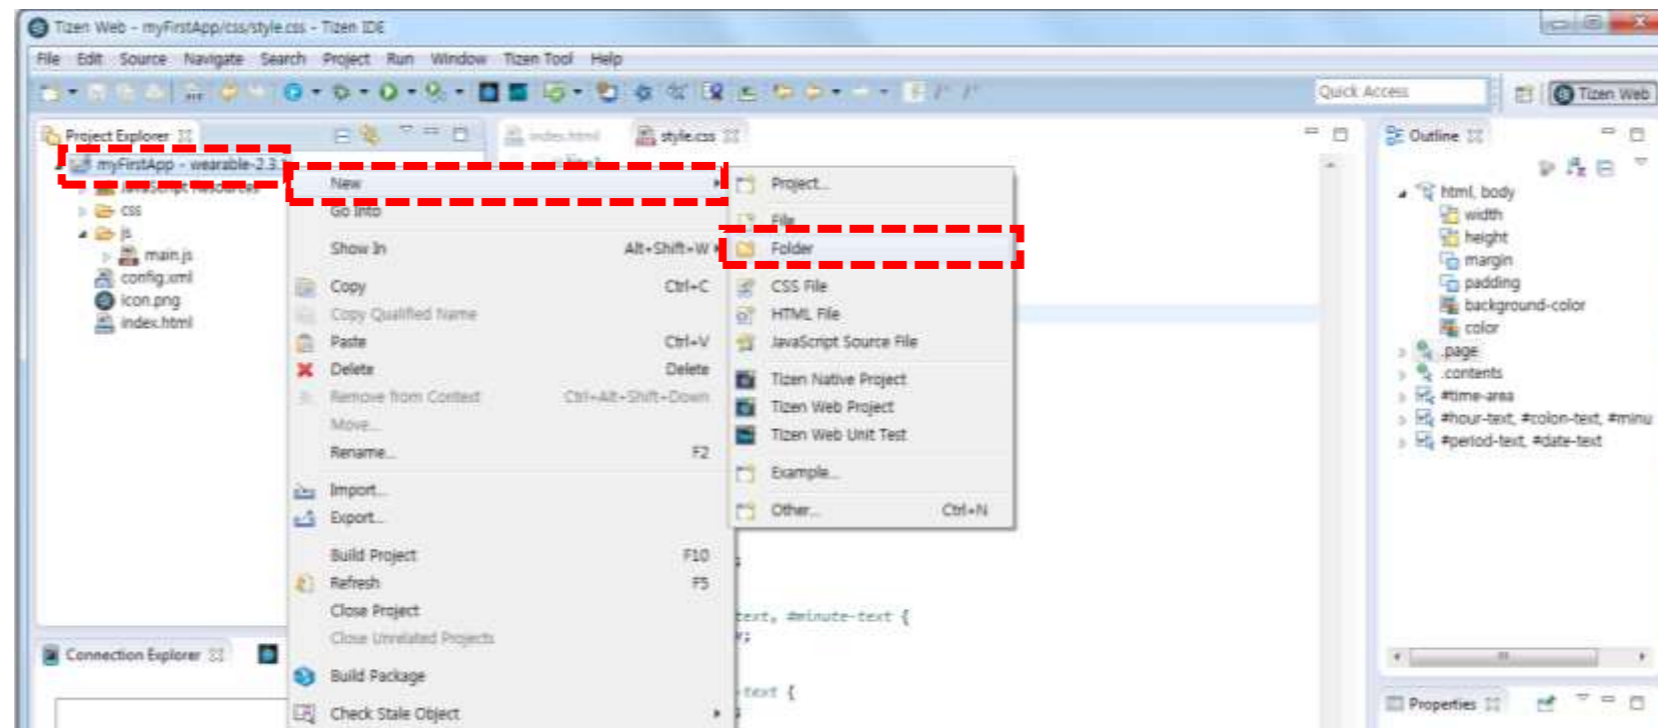 Tizen Web - myFirstApp/css/style.css - Tizen IDE
File Edit Source Navigate Search Project Run Window Tizen Tool Help
Quick Access
Tizen Web
Project Explorer
index.html
style.css
Outline
myFirstApp - wearable-2.3.
JavaScript Resources
css
js
main.js
config.xml
icon.png
index.html
New
Go Into
Show In Alt+Shift+W
Copy Ctrl+C
Copy Qualified Name
Paste Ctrl+V
Delete Delete
Remove from Context Ctrl+Alt+Shift+Down
Move...
Rename... F2
Import...
Export...
Build Project F10
Refresh F5
Close Project
Close Unrelated Projects
Build Package
Check Stale Object
Project...
File
Folder
CSS File
HTML File
JavaScript Source File
Tizen Native Project
Tizen Web Project
Tizen Web Unit Test
Example...
Other... Ctrl+N
;
text, #minute-text {
;
-text {
html, body
width
height
margin
padding
background-color
color
.page
.contents
#time-area
#hour-text, #colon-text, #minu
#period-text, #date-text
Connection Explorer
Properties